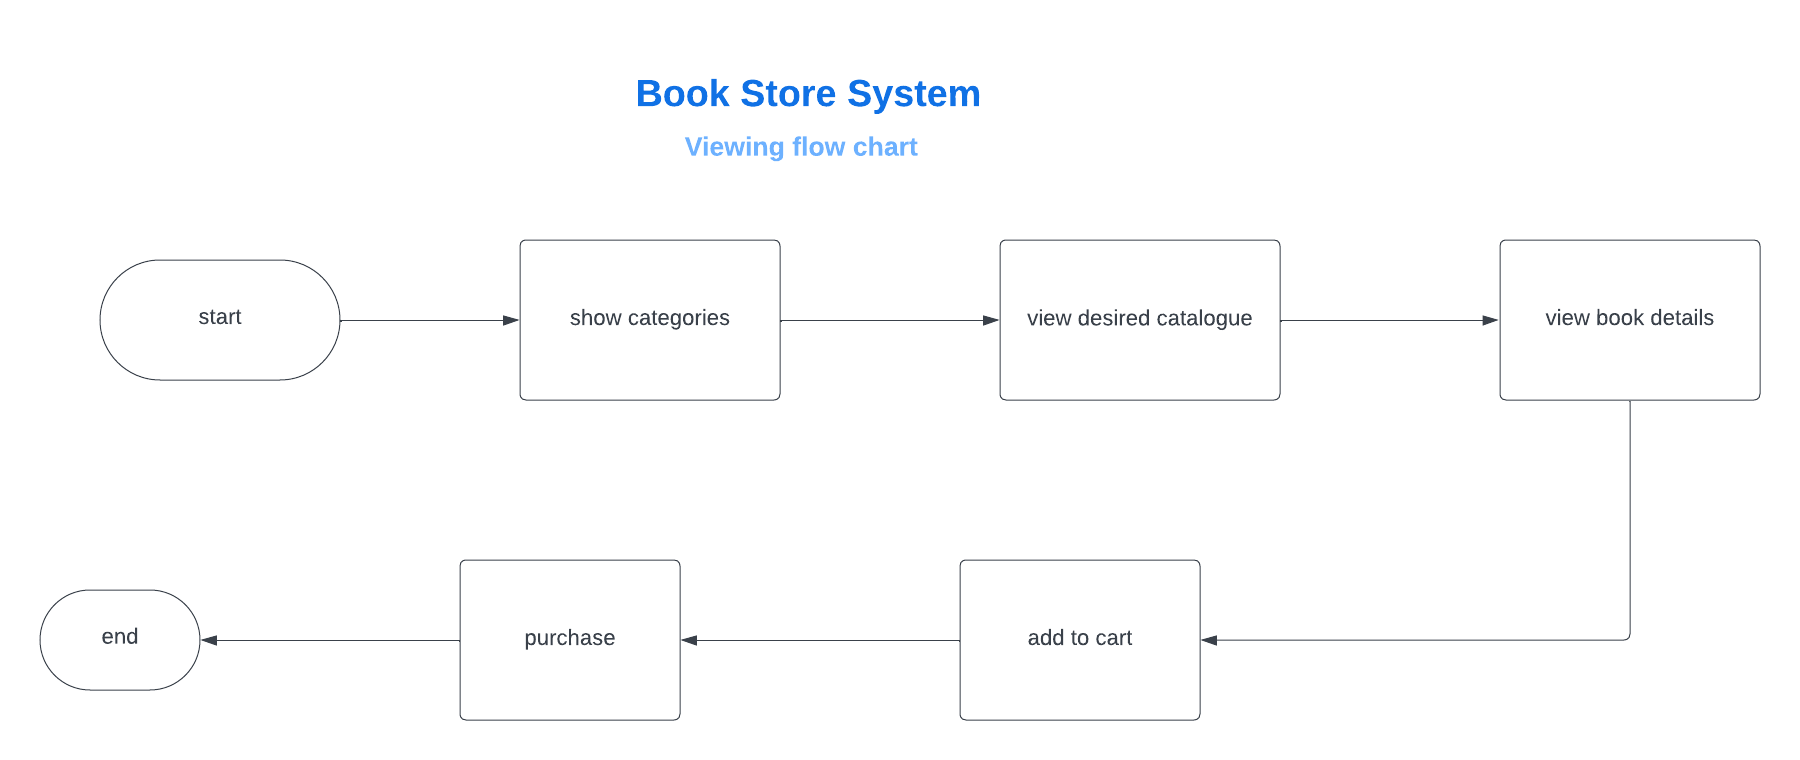 Book Store System
Viewing flow chart
start
show categories
view desired catalogue
view book details
add to cart
purchase
end